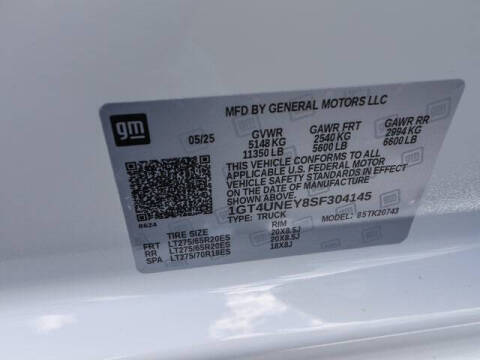 gm
MFD BY GENERAL MOTORS LLC
05/25 GVWR GAWR FRT GAWR RR
5148 KG 2540 KG 2994 KG
11350 LB 5600 LB 6600 LB
THIS VEHICLE CONFORMS TO ALL
APPLICABLE U.S. FEDERAL MOTOR
VEHICLE SAFETY STANDARDS IN EFFECT
ON THE DATE OF MANUFACTURE SHOWN ABOVE.
8624 1GT4UNEY8SF304145
TYPE: TRUCK MODEL:
TIRE SIZE RIM
FRT LT275/65R20ES 20X8.5J
RR LT275/65R20ES 20X8.5J
SPA LT275/70R18ES 18X8J